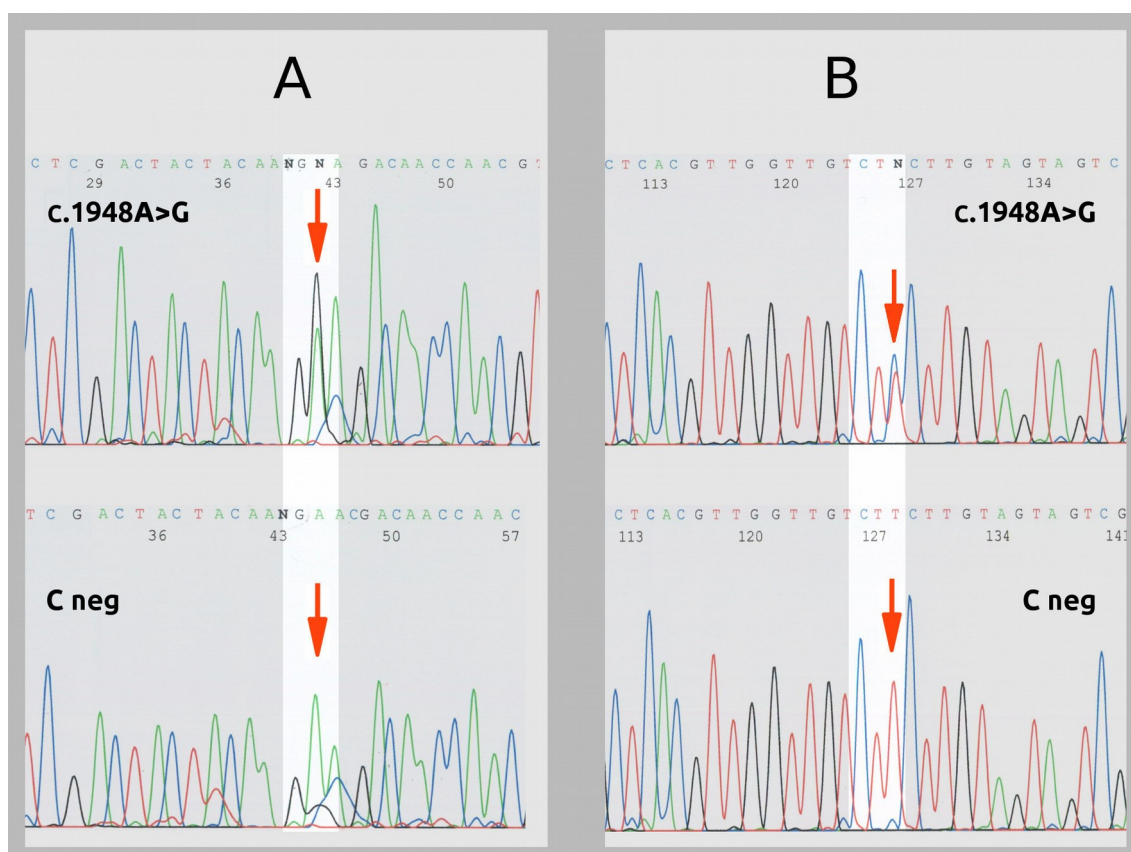 A
B
C T C G A C T A C T A C A A N G N A G A C A A C C A A C G T
29 36 43 50
c.1948A>G
C T C A C G T T G G T T G T C T N C T T G T A G T A G T C
113 120 127 134
c.1948A>G
T C G A C T A C T A C A A N G A A C G A C A A C C A A C
36 43 50 57
C neg
C T C A C G T T G G T T G T C T T C T T G T A G T A G T C G
113 120 127 134 141
C neg